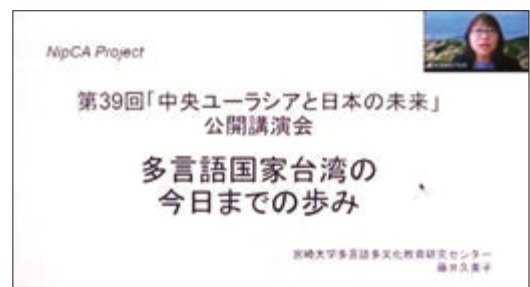 NipCA Project
第39回「中央ユーラシアと日本の未来」
公開講演会
多言語国家台湾の
今日までの歩み
宮崎大学多言語多文化教育研究センター
藤井久美子